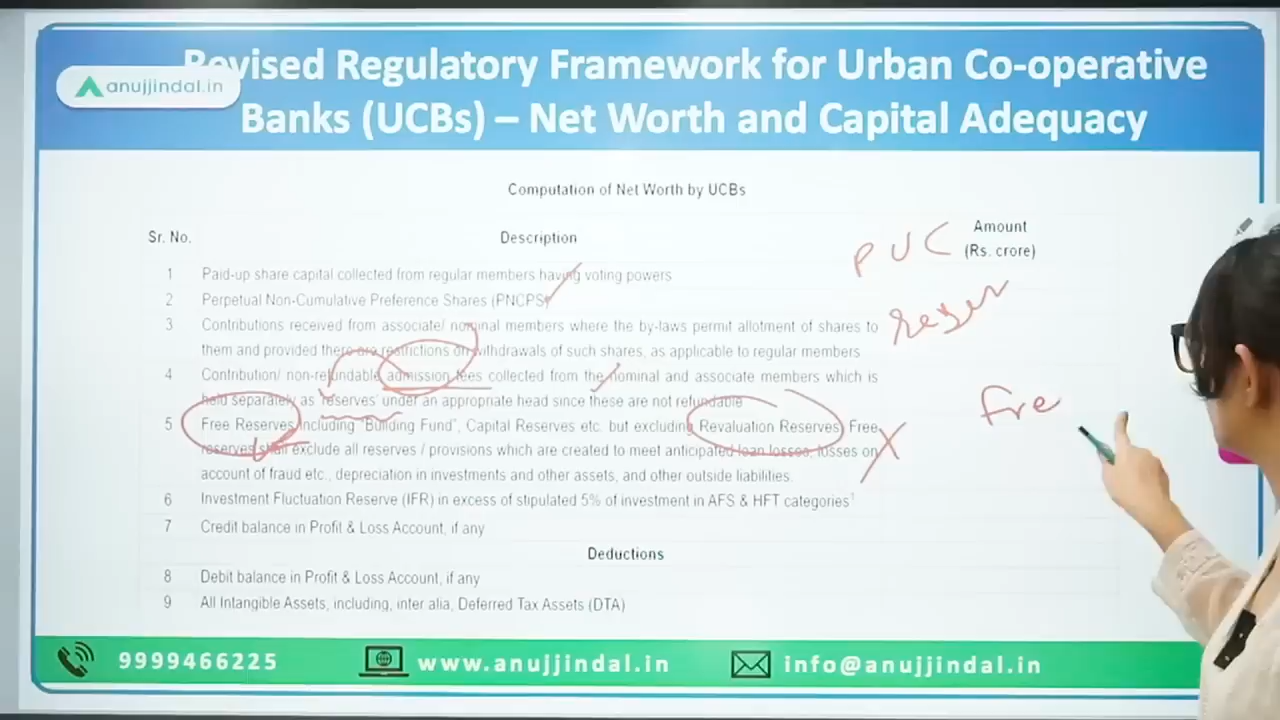 Revised Regulatory Framework for Urban Co-operative
anujjindal.in
Banks (UCBs) – Net Worth and Capital Adequacy
Computation of Net Worth by UCBs
Sr. No. Description Amount (Rs. crore)
PUC
1 Paid-up share capital collected from regular members having voting powers
2 Perpetual Non-Cumulative Preference Shares (PNCPS)
reser
3 Contributions received from associate/ nominal members where the by-laws permit allotment of shares to
them and provided there are restrictions on withdrawals of such shares, as applicable to regular members
4 Contribution/ non-refundable admission fees collected from the nominal and associate members which is
held separately as 'reserves' under an appropriate head since these are not refundable
fre
5 Free Reserves including "Building Fund", Capital Reserves etc. but excluding Revaluation Reserves. Free
reserves shall exclude all reserves / provisions which are created to meet anticipated loan losses, losses on
account of fraud etc., depreciation in investments and other assets, and other outside liabilities.
6 Investment Fluctuation Reserve (IFR) in excess of stipulated 5% of investment in AFS & HFT categories
7 Credit balance in Profit & Loss Account, if any
Deductions
8 Debit balance in Profit & Loss Account, if any
9 All Intangible Assets, including, inter alia, Deferred Tax Assets (DTA)
9999466225 www.anujjindal.in info@anujjindal.in